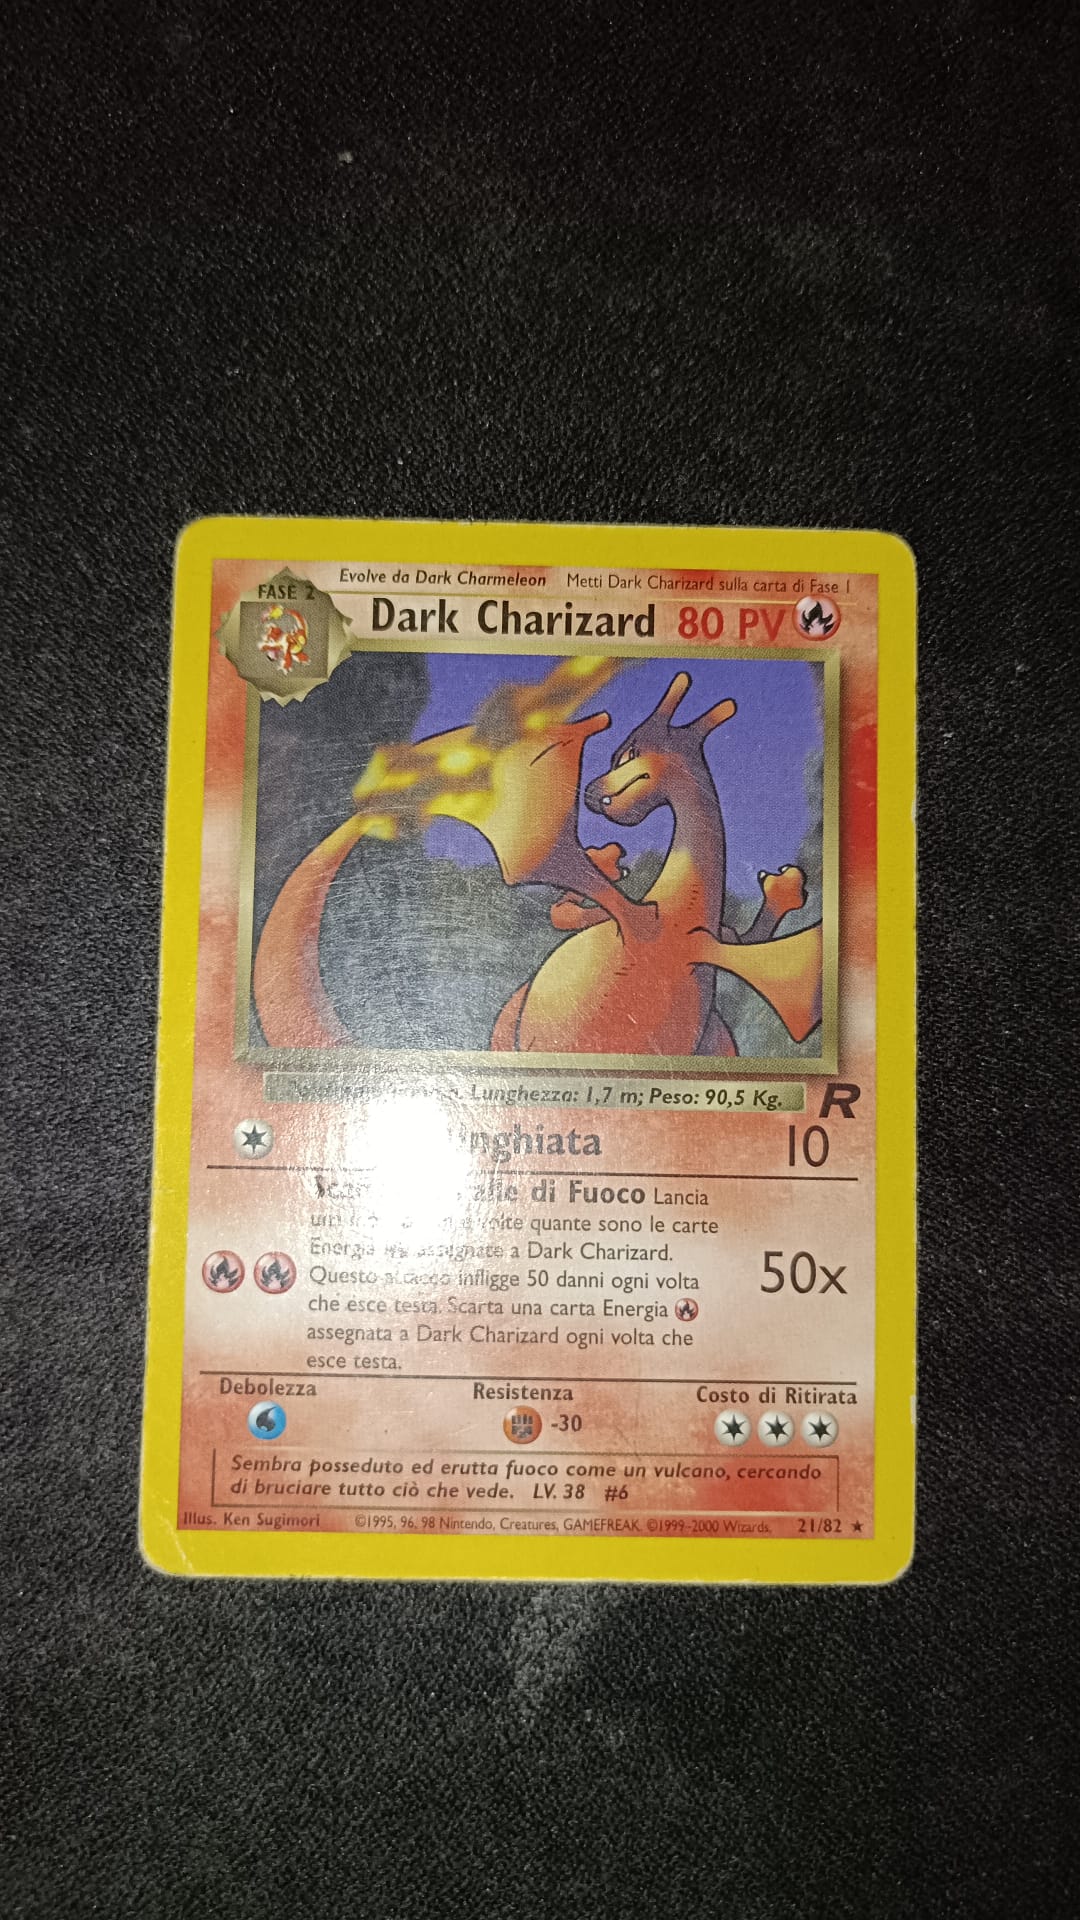 Evolve da Dark Charmeleon Metti Dark Charizard sulla carta di Fase 1
FASE 2
Dark Charizard 80 PV
Lunghezza: 1,7 m; Peso: 90,5 Kg.
R
10
di Fuoco Lancia
volte quante sono le carte
Energia assegnate a Dark Charizard.
Questo attacco infligge 50 danni ogni volta
che esce testa. Scarta una carta Energia
assegnata a Dark Charizard ogni volta che
esce testa.
50x
Debolezza Resistenza Costo di Ritirata
-30
Sembra posseduto ed erutta fuoco come un vulcano, cercando
di bruciare tutto ciò che vede. LV. 38 #6
Illus. Ken Sugimori ©1995, 96, 98 Nintendo, Creatures, GAMEFREAK. ©1999-2000 Wizards. 21/82 ★